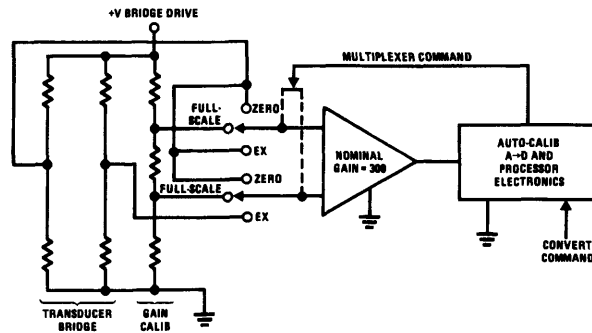 +V BRIDGE DRIVE
MULTIPLEXER COMMAND
FULL-
SCALE
ZERO
EX
ZERO
FULL-SCALE
EX
NOMINAL
GAIN = 300
AUTO-CALIB
A→D AND
PROCESSOR
ELECTRONICS
CONVERT
COMMAND
TRANSDUCER
BRIDGE
GAIN
CALIB